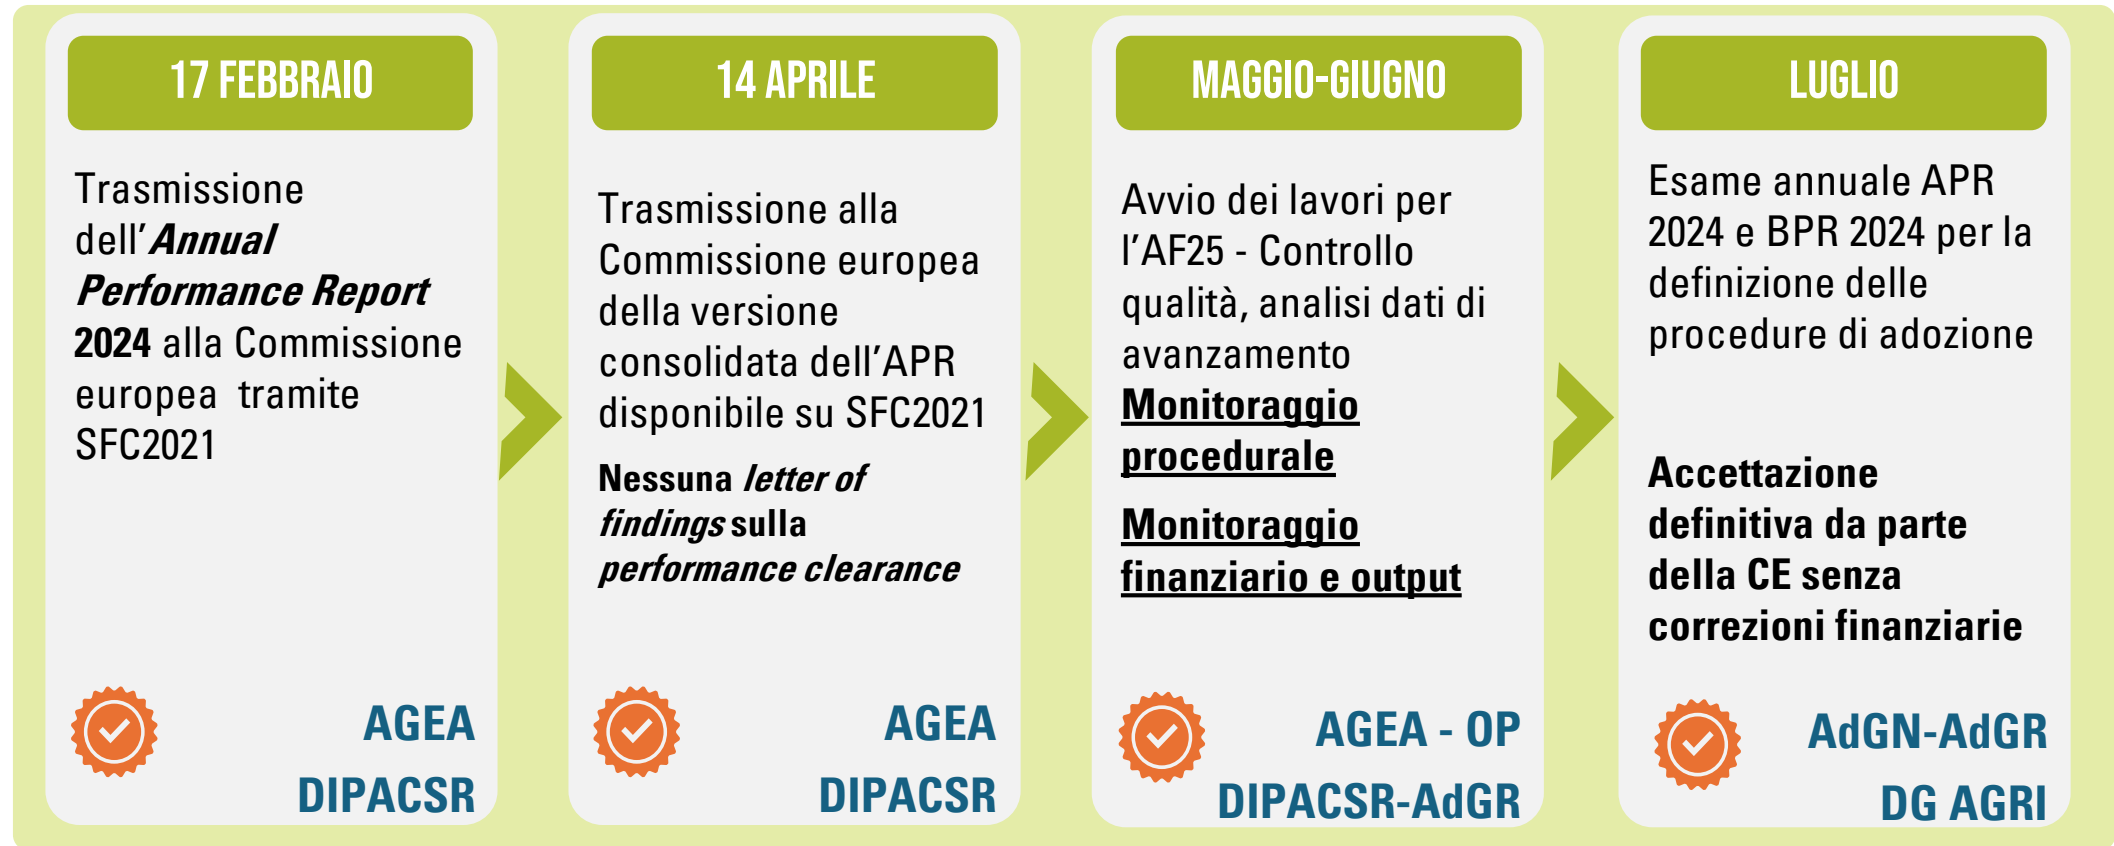 17 FEBBRAIO
Trasmissione
dell’Annual
Performance Report
2024 alla Commissione
europea tramite
SFC2021
AGEA
DIPACSR
14 APRILE
Trasmissione alla
Commissione europea
della versione
consolidata dell’APR
disponibile su SFC2021
Nessuna letter of
findings sulla
performance clearance
AGEA
DIPACSR
MAGGIO-GIUGNO
Avvio dei lavori per
l’AF25 - Controllo
qualità, analisi dati di
avanzamento
Monitoraggio
procedurale
Monitoraggio
finanziario e output
AGEA - OP
DIPACSR-AdGR
LUGLIO
Esame annuale APR
2024 e BPR 2024 per la
definizione delle
procedure di adozione
Accettazione
definitiva da parte
della CE senza
correzioni finanziarie
AdGN-AdGR
DG AGRI